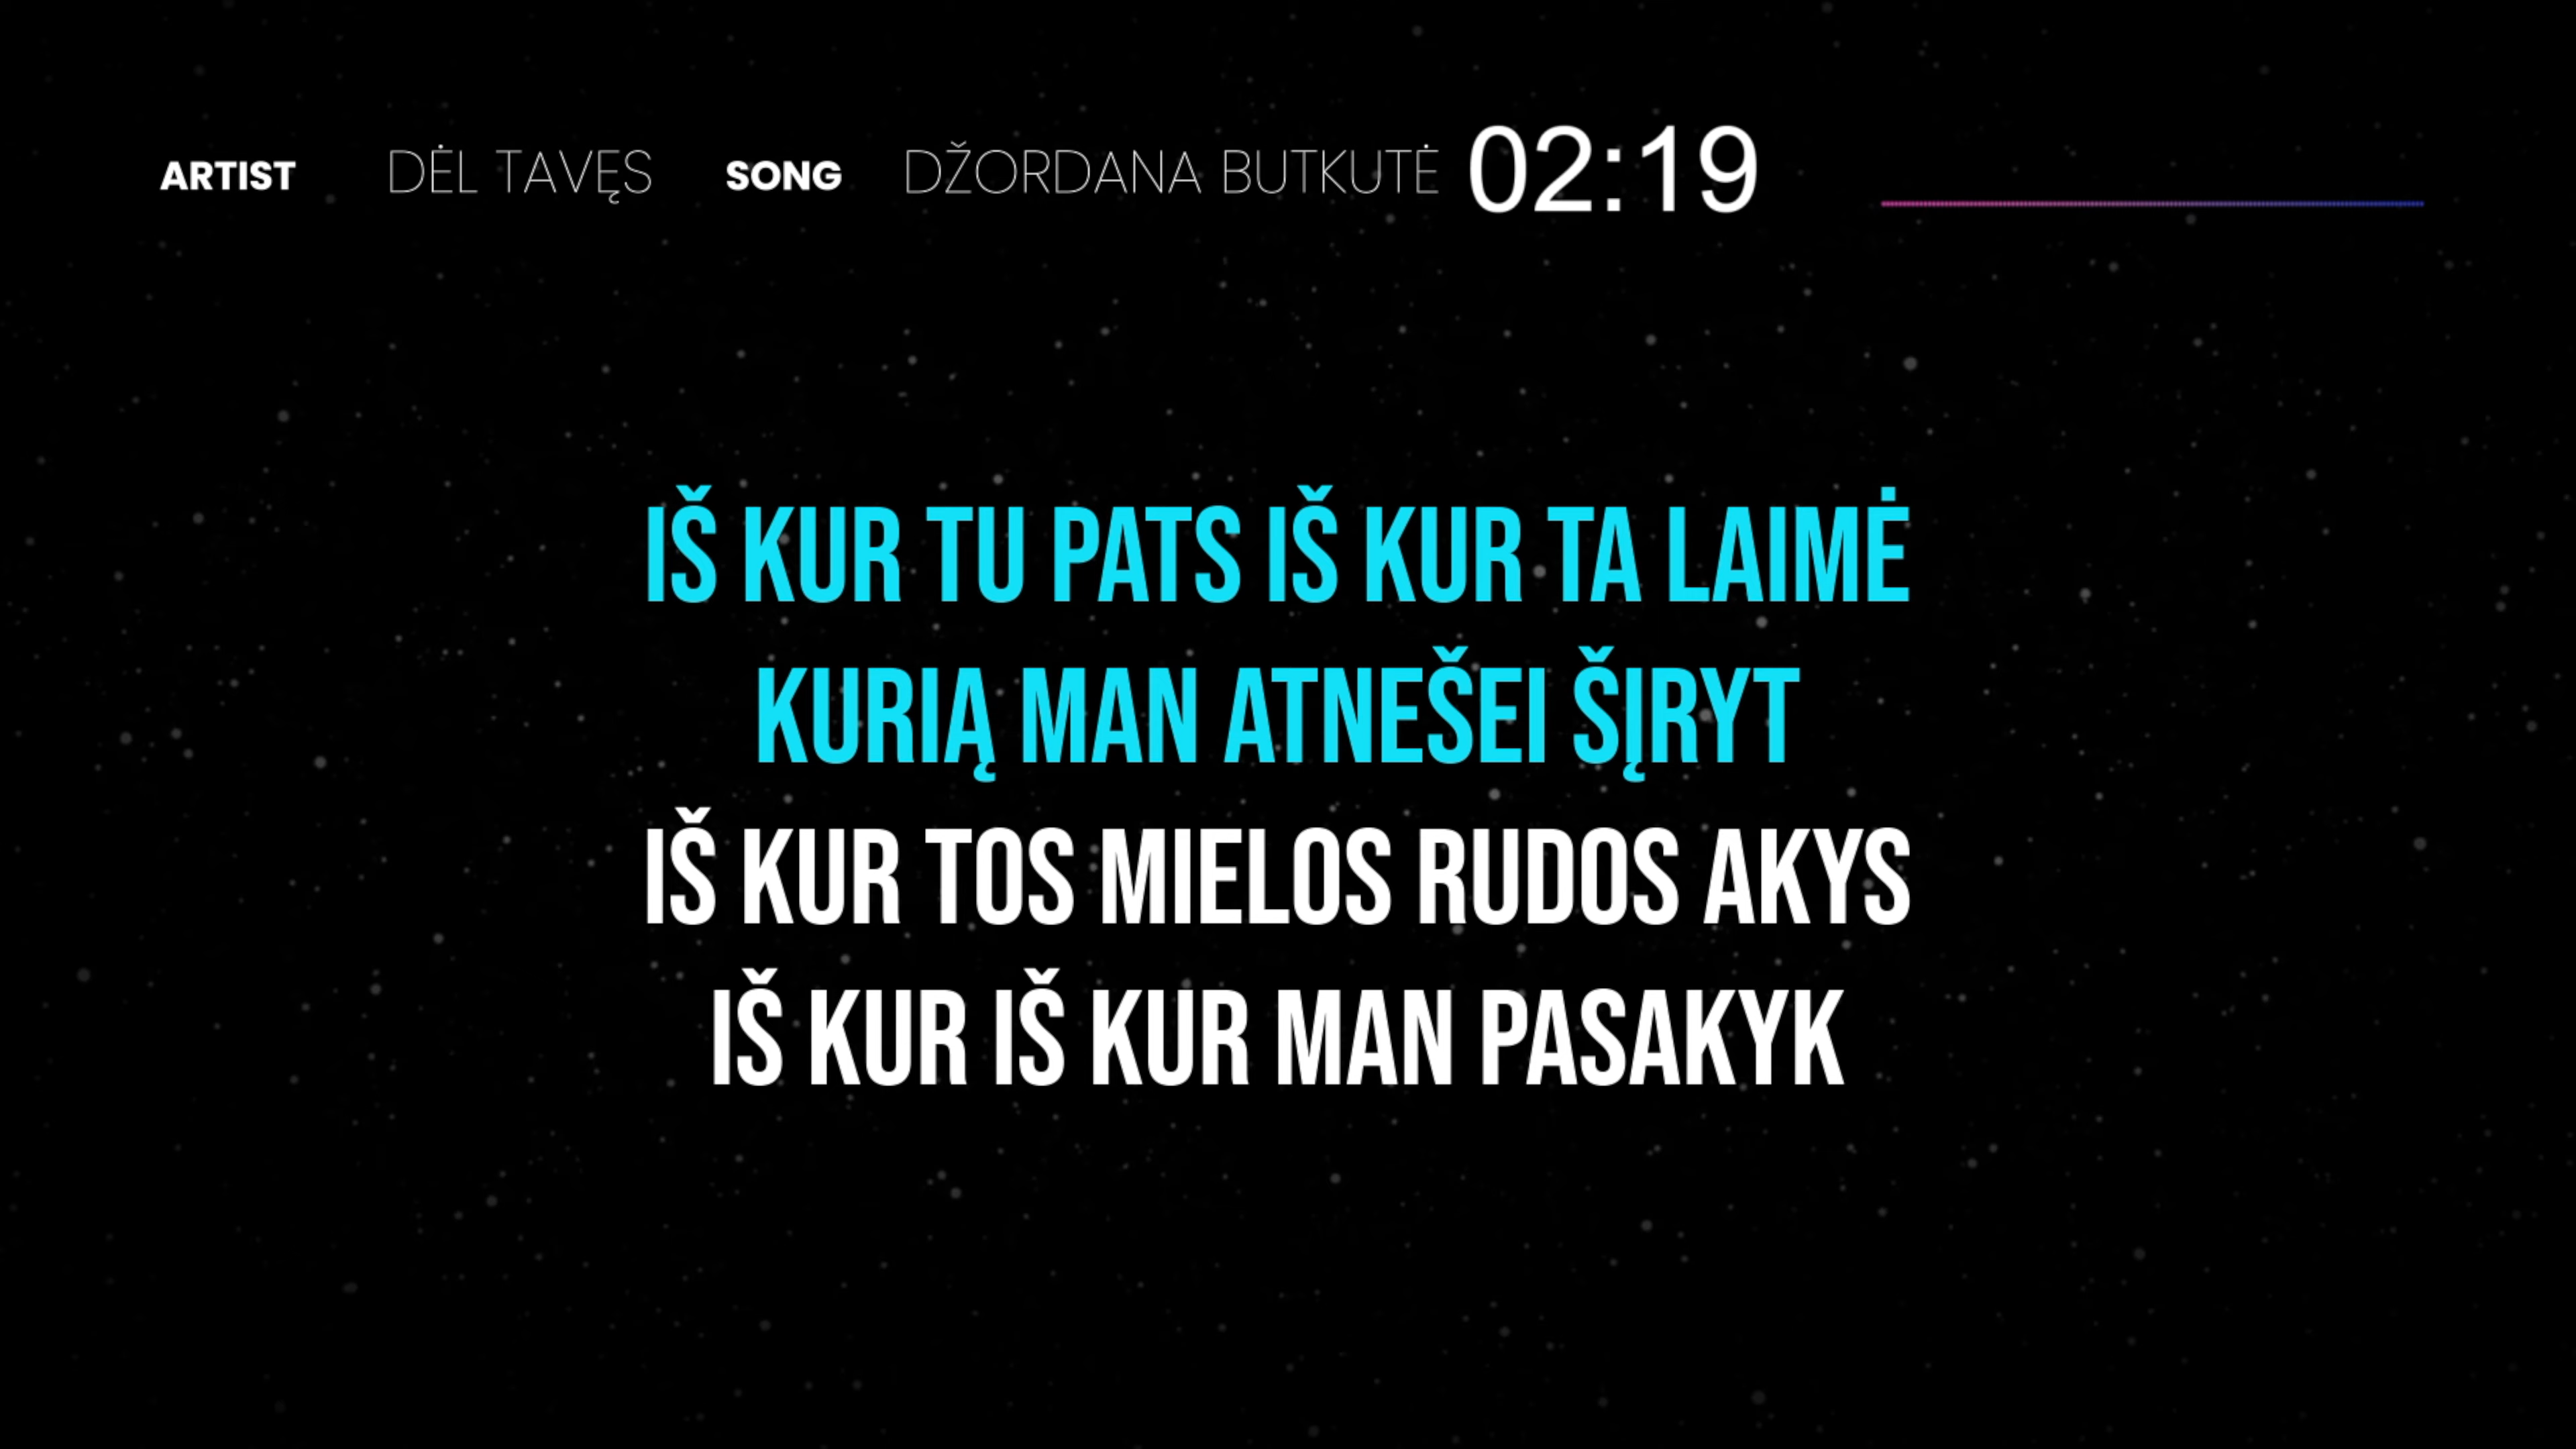 ARTIST DĖL TAVĘS SONG DŽORDANA BUTKUTĖ 02:19
IŠ KUR TU PATS IŠ KUR TA LAIMĖ
KURIĄ MAN ATNEŠEI ŠĮRYT
IŠ KUR TOS MIELOS RUDOS AKYS
IŠ KUR IŠ KUR MAN PASAKYK